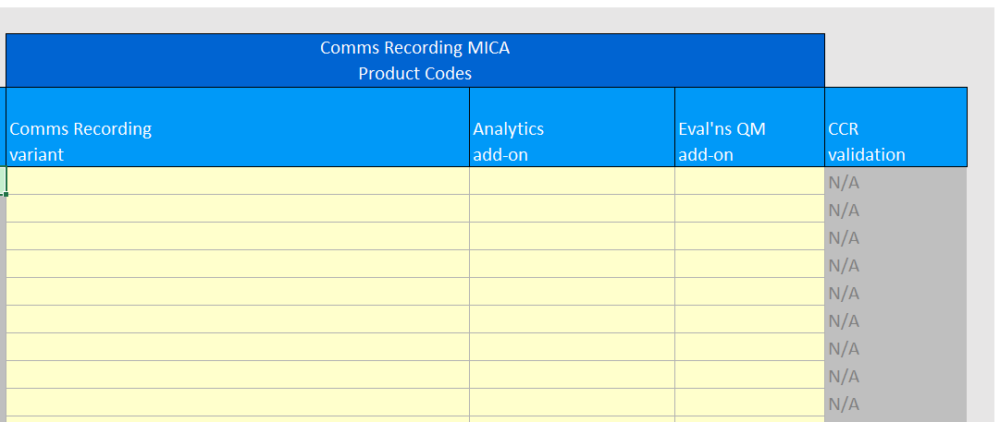 Comms Recording MICA
Product Codes
Comms Recording
variant
Analytics
add-on
Eval'ns QM
add-on
CCR
validation
N/A
N/A
N/A
N/A
N/A
N/A
N/A
N/A
N/A